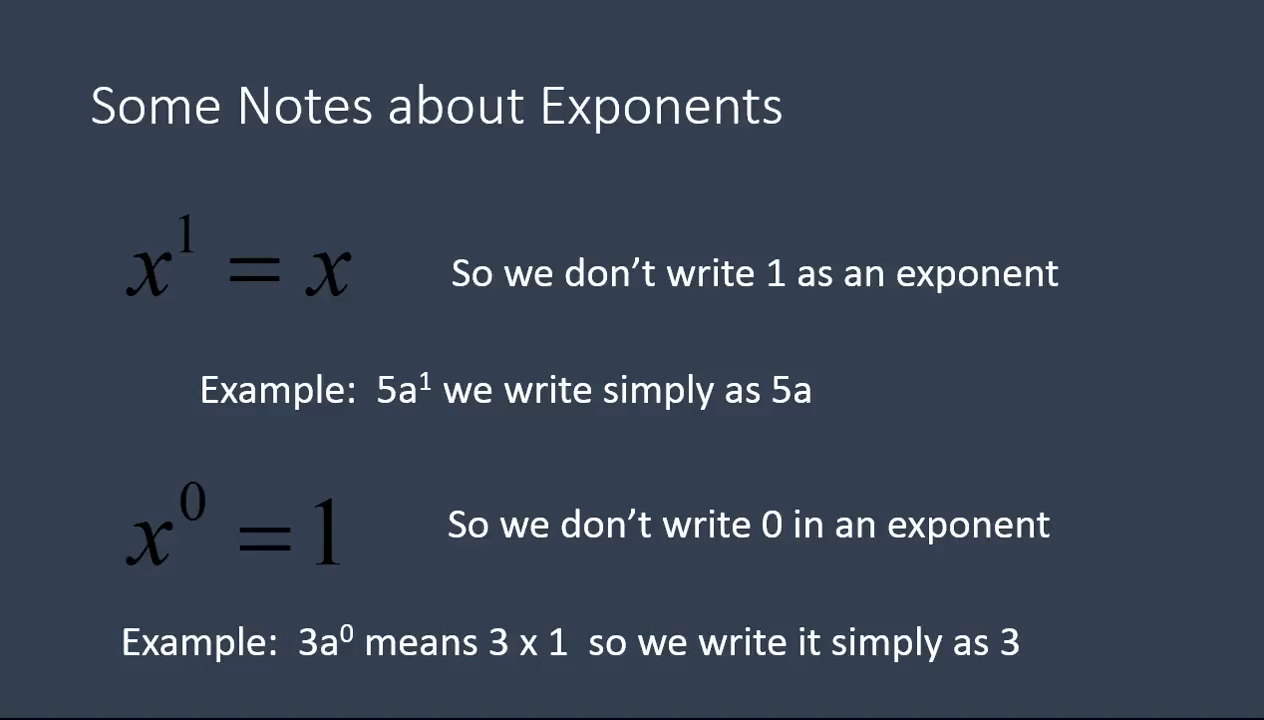 Some Notes about Exponents
x¹ = x So we don’t write 1 as an exponent
Example: 5a¹ we write simply as 5a
x⁰ = 1 So we don’t write 0 in an exponent
Example: 3a⁰ means 3 x 1 so we write it simply as 3